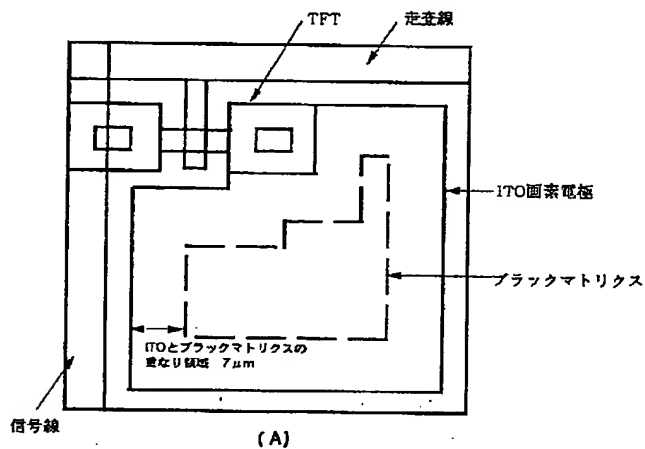 TFT
走査線
ITO画素電極
ブラックマトリクス
ITOとブラックマトリクスの
重なり領域 7μm
信号線
(A)